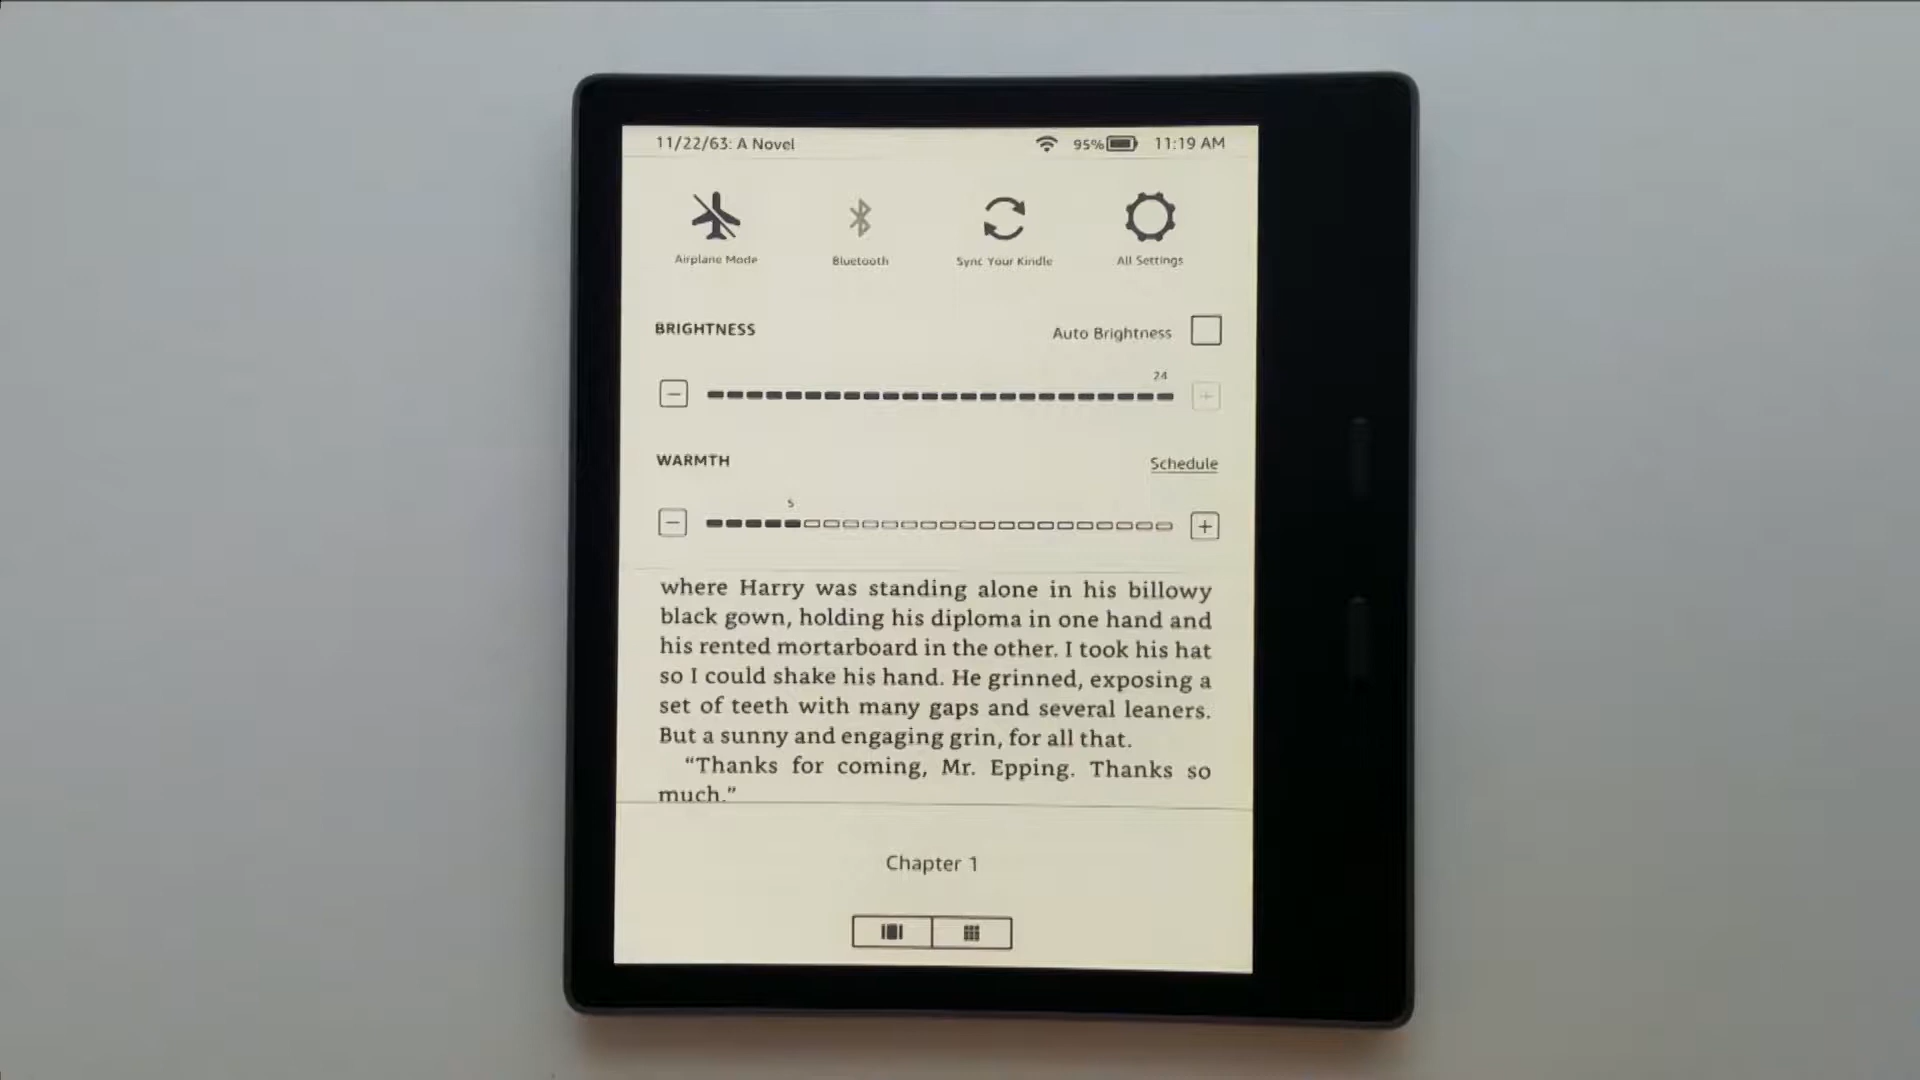 11/22/63: A Novel 95% 11:19 AM
Airplane Mode Bluetooth Sync Your Kindle All Settings
BRIGHTNESS Auto Brightness
24
WARMTH Schedule
5
where Harry was standing alone in his billowy
black gown, holding his diploma in one hand and
his rented mortarboard in the other. I took his hat
so I could shake his hand. He grinned, exposing a
set of teeth with many gaps and several leaners.
But a sunny and engaging grin, for all that.
“Thanks for coming, Mr. Epping. Thanks so
much.”
Chapter 1